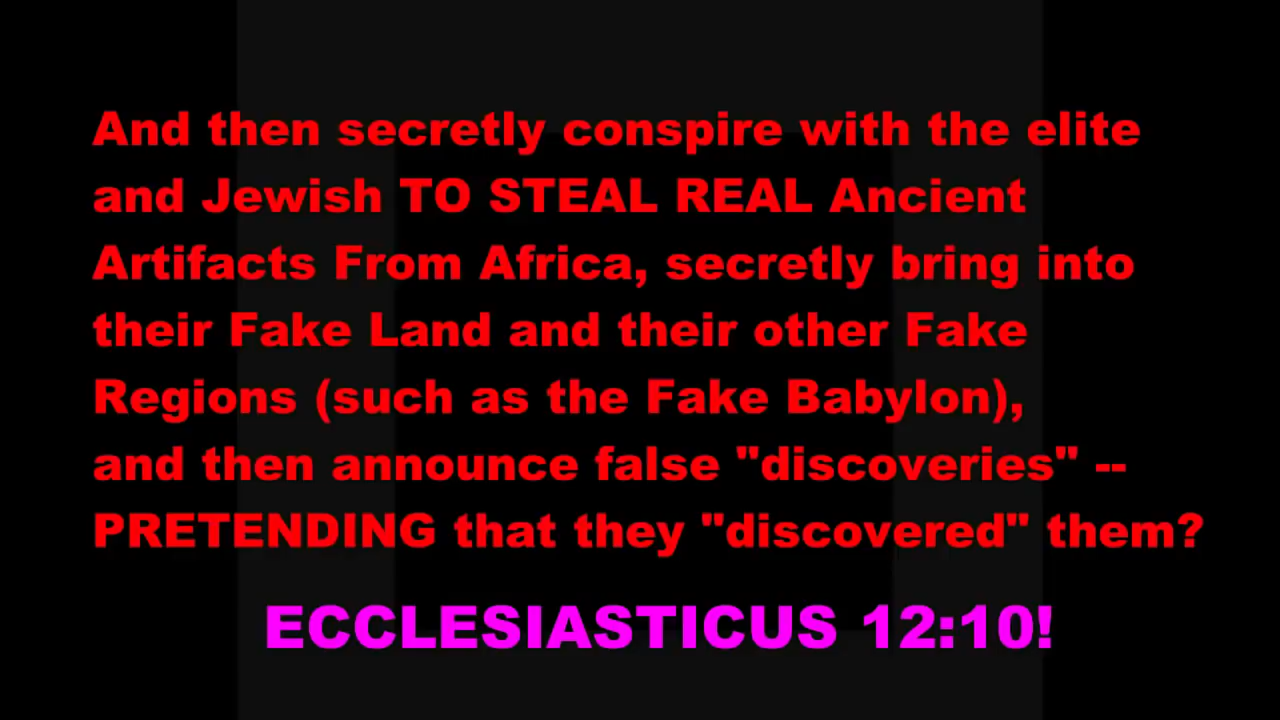 And then secretly conspire with the elite
and Jewish TO STEAL REAL Ancient
Artifacts From Africa, secretly bring into
their Fake Land and their other Fake
Regions (such as the Fake Babylon),
and then announce false "discoveries" --
PRETENDING that they "discovered" them?
ECCLESIASTICUS 12:10!